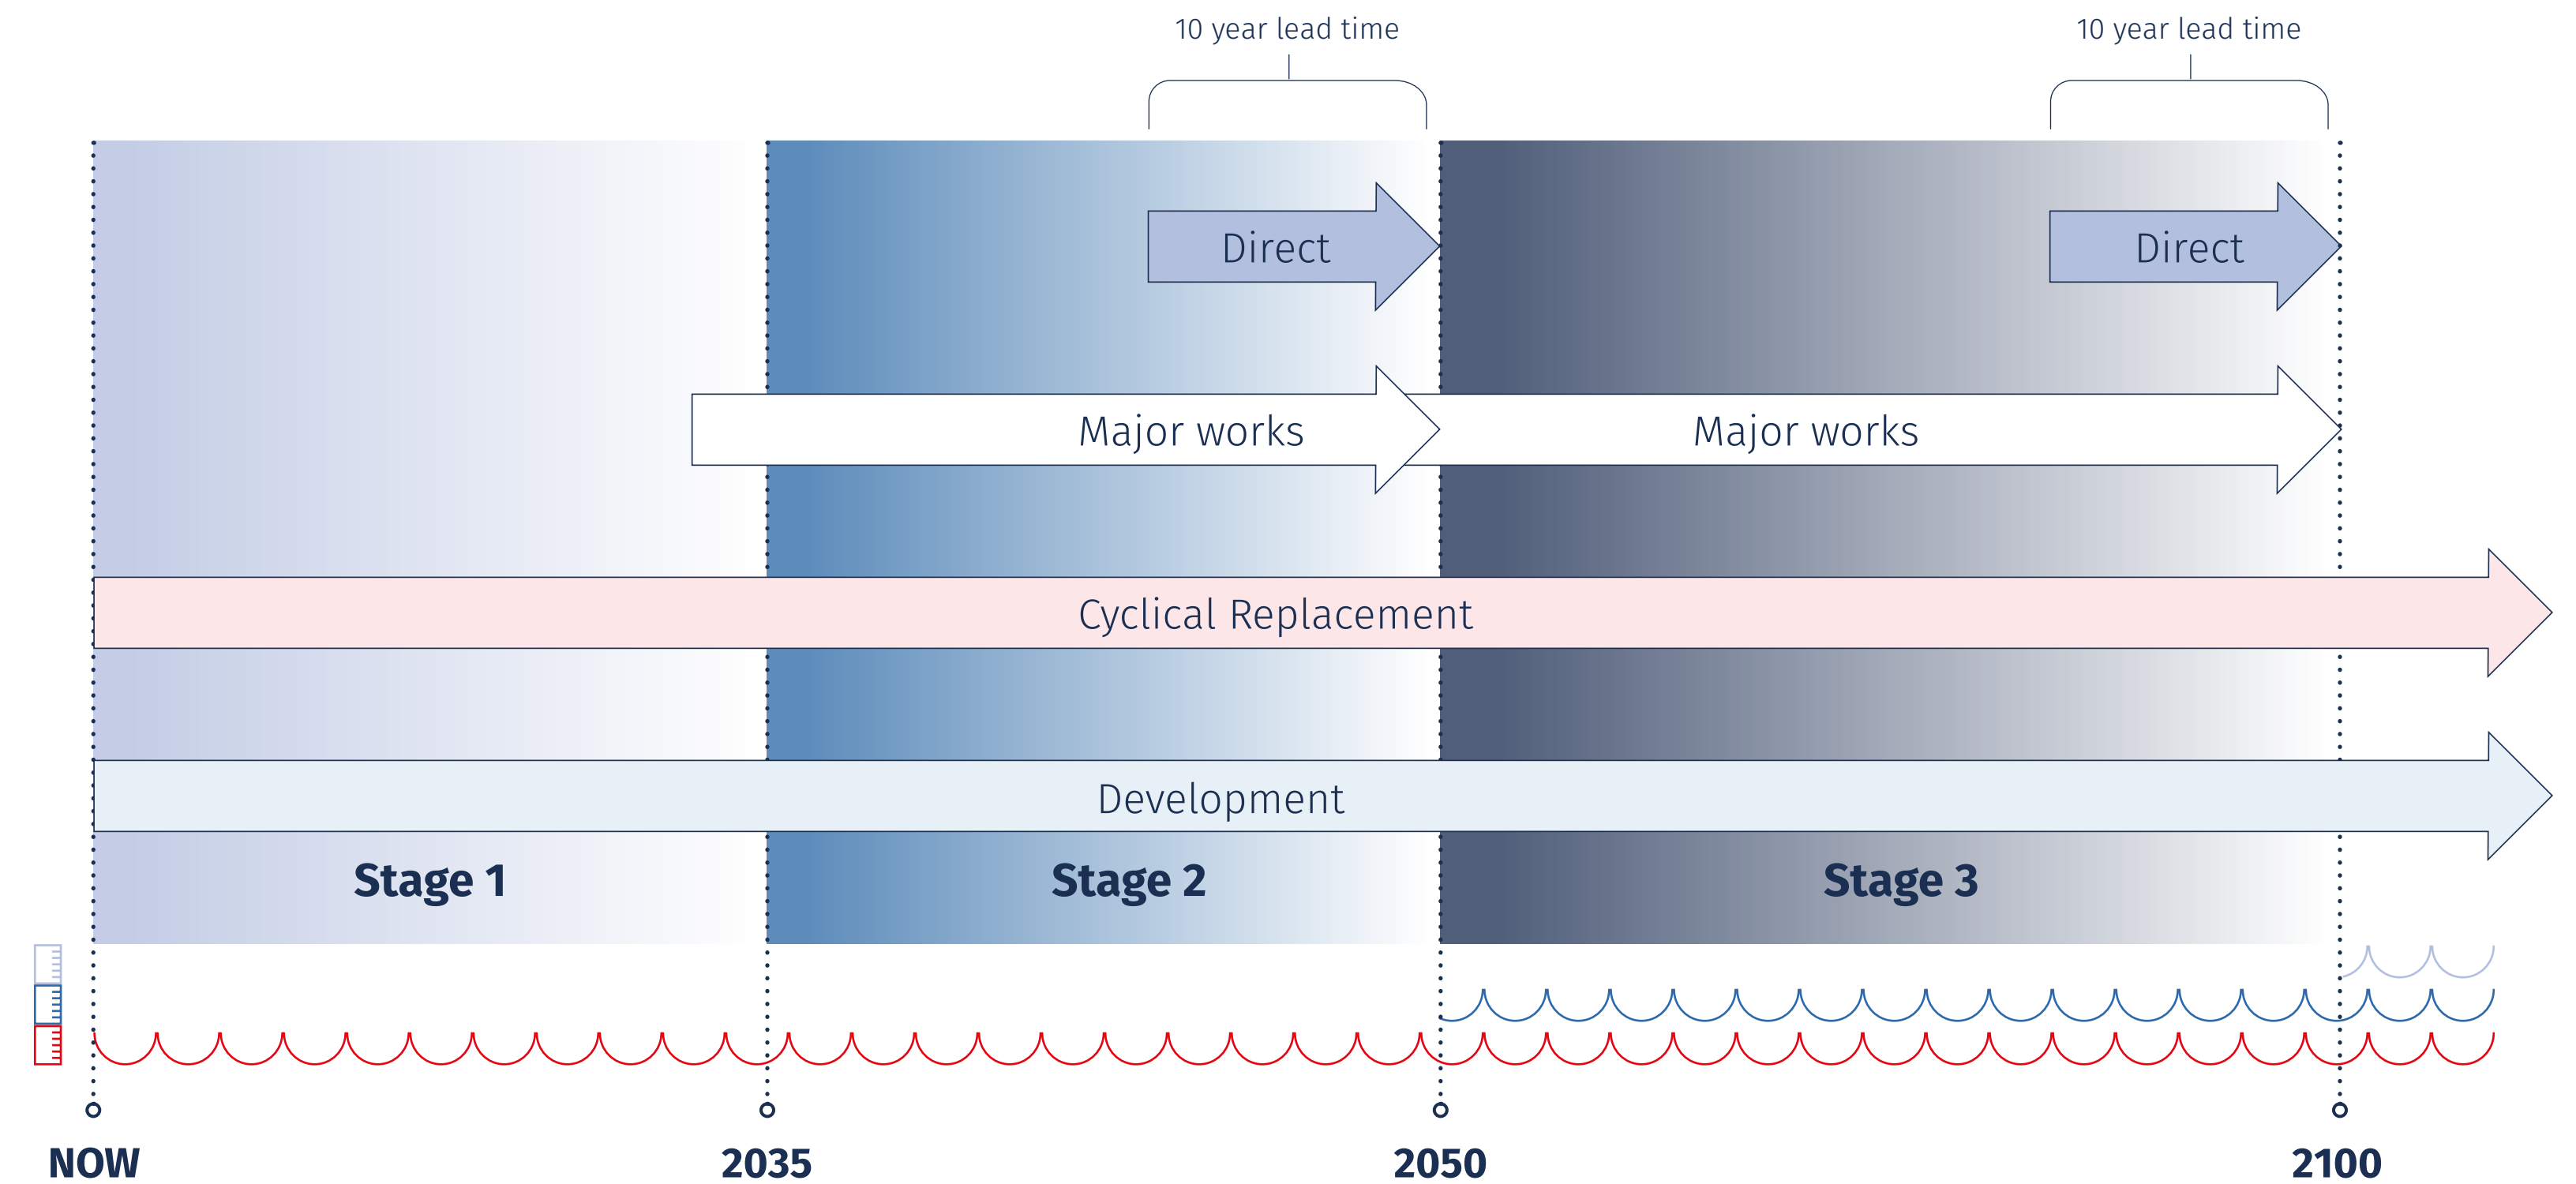 10 year lead time
10 year lead time
Direct
Direct
Major works
Major works
Cyclical Replacement
Development
Stage 1
Stage 2
Stage 3
NOW
2035
2050
2100